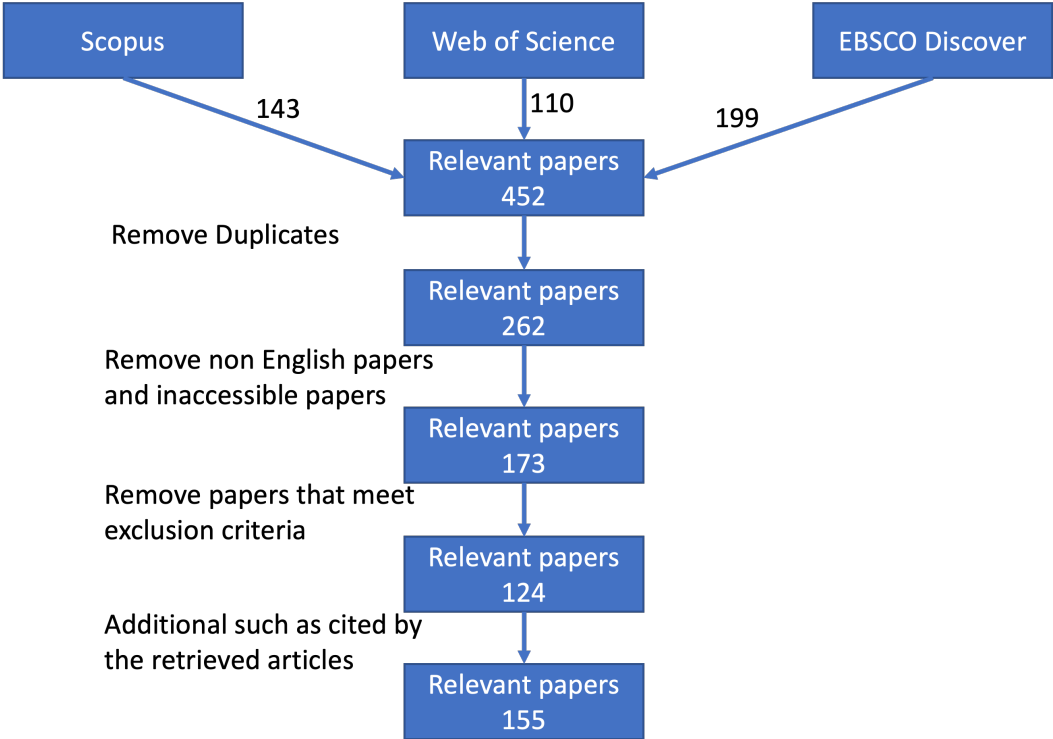 Scopus
Web of Science
EBSCO Discover
143
110
199
Relevant papers
452
Remove Duplicates
Relevant papers
262
Remove non English papers
and inaccessible papers
Relevant papers
173
Remove papers that meet
exclusion criteria
Relevant papers
124
Additional such as cited by
the retrieved articles
Relevant papers
155